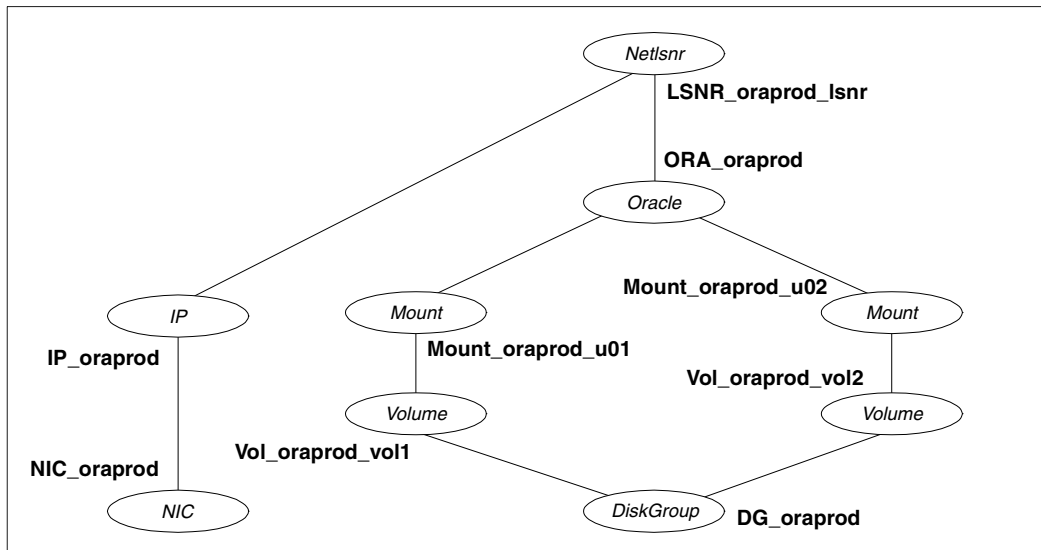 Netlsnr
LSNR_oraprod_lsnr
ORA_oraprod
Oracle
Mount_oraprod_u02
IP
Mount
Mount
IP_oraprod
Mount_oraprod_u01
Vol_oraprod_vol2
Volume
Volume
Vol_oraprod_vol1
NIC_oraprod
NIC
DiskGroup
DG_oraprod